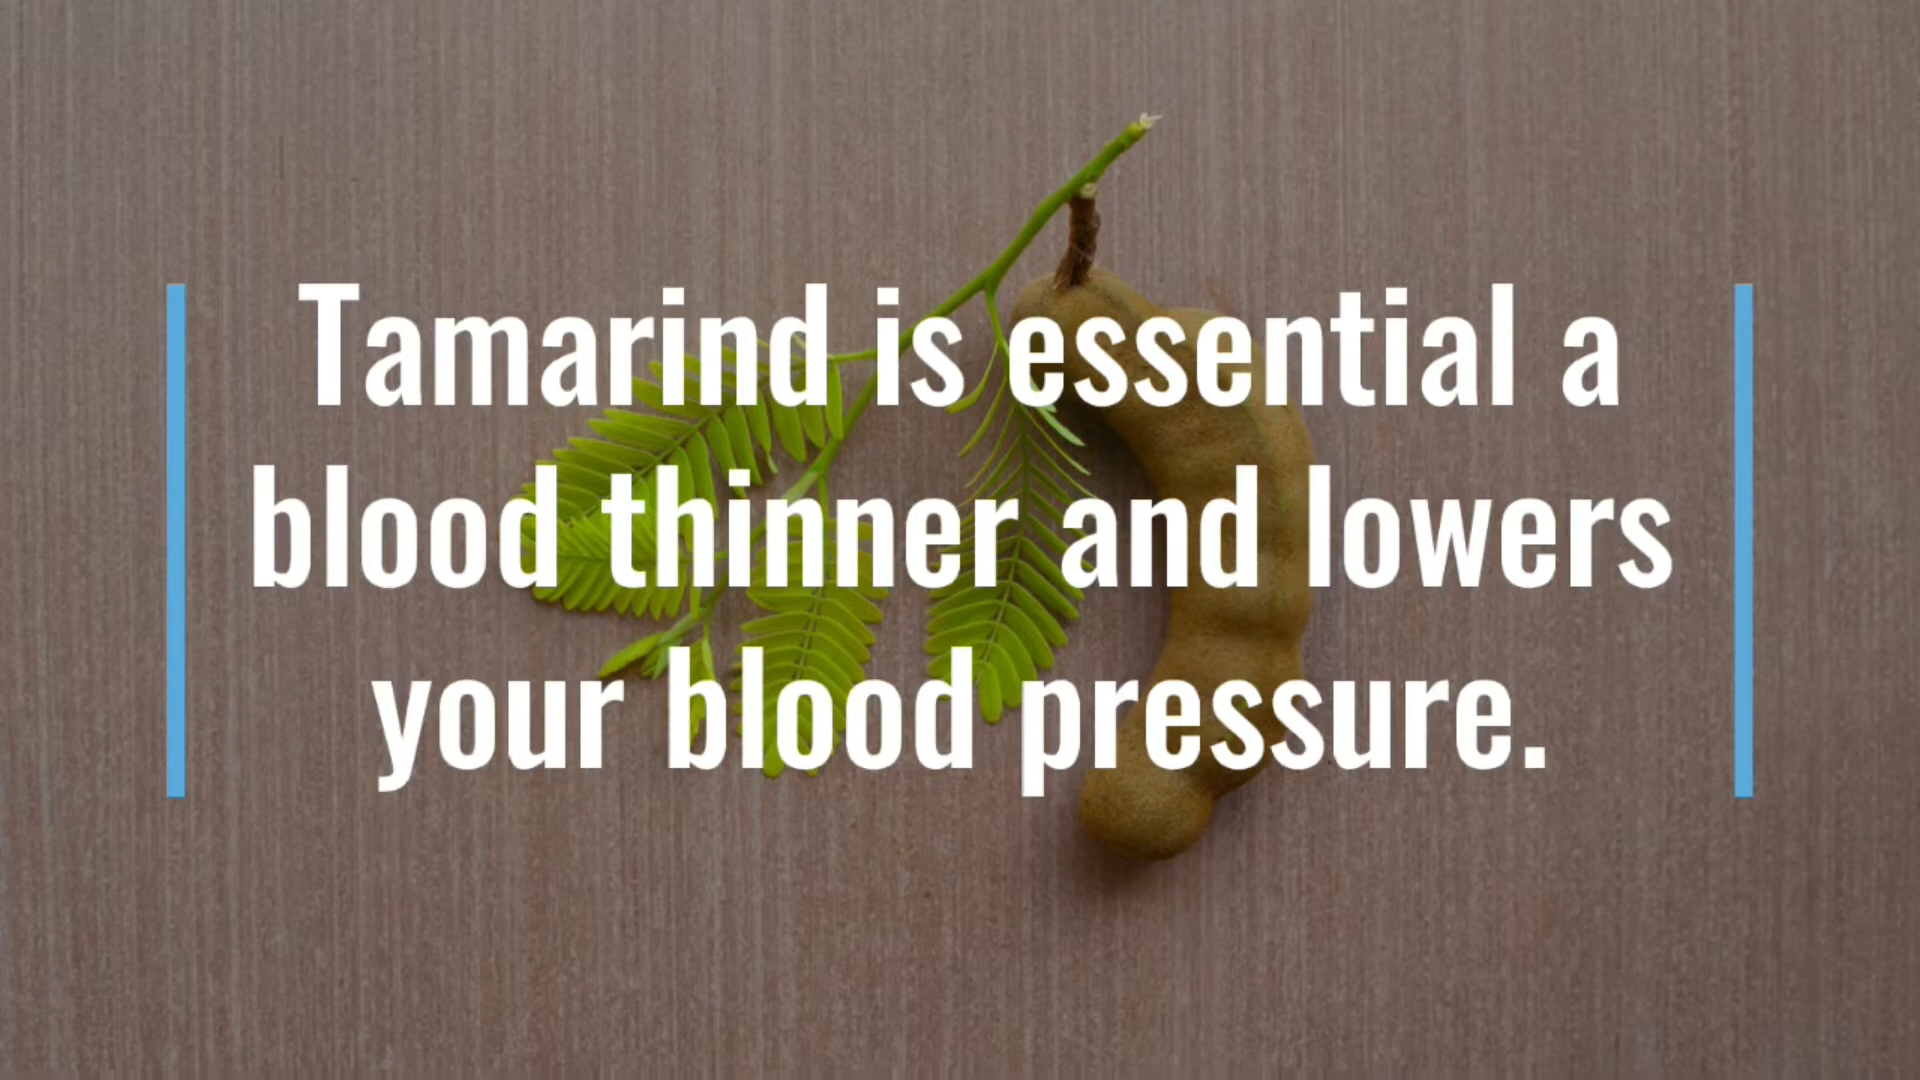 Tamarind is essential a
blood thinner and lowers
your blood pressure.